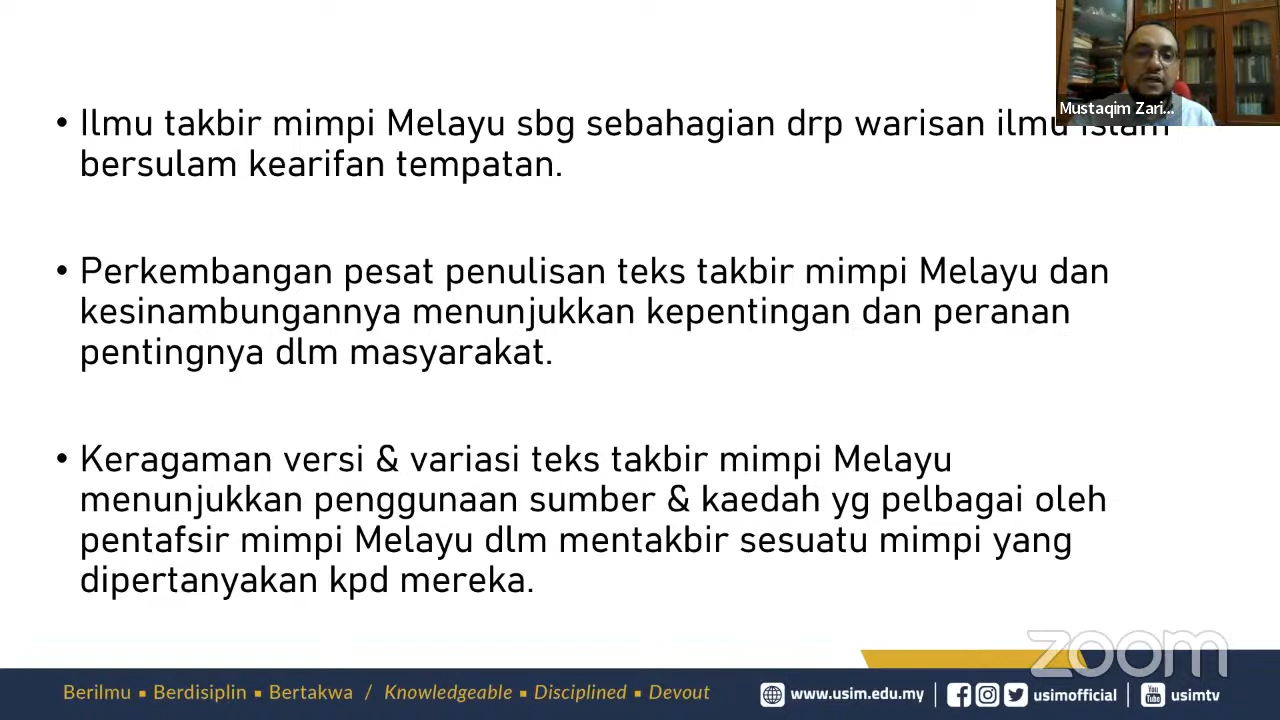 Mustaqim Zari...
• Ilmu takbir mimpi Melayu sbg sebahagian drp warisan ilmu Islam
bersulam kearifan tempatan.
• Perkembangan pesat penulisan teks takbir mimpi Melayu dan
kesinambungannya menunjukkan kepentingan dan peranan
pentingnya dlm masyarakat.
• Keragaman versi & variasi teks takbir mimpi Melayu
menunjukkan penggunaan sumber & kaedah yg pelbagai oleh
pentafsir mimpi Melayu dlm mentakbir sesuatu mimpi yang
dipertanyakan kpd mereka.
zoom
Berilmu ▪ Berdisiplin ▪ Bertakwa / Knowledgeable ▪ Disciplined ▪ Devout
www.usim.edu.my | usimofficial | You Tube usimtv